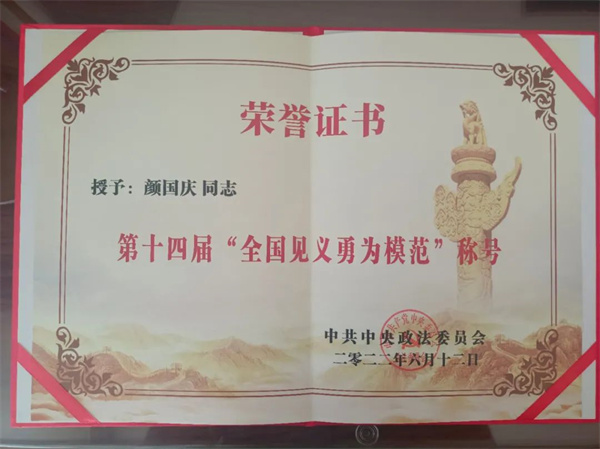 荣誉证书
授予：颜国庆 同志
第十四届“全国见义勇为模范”称号
中共中央政法委员会
二零二二年六月十二日